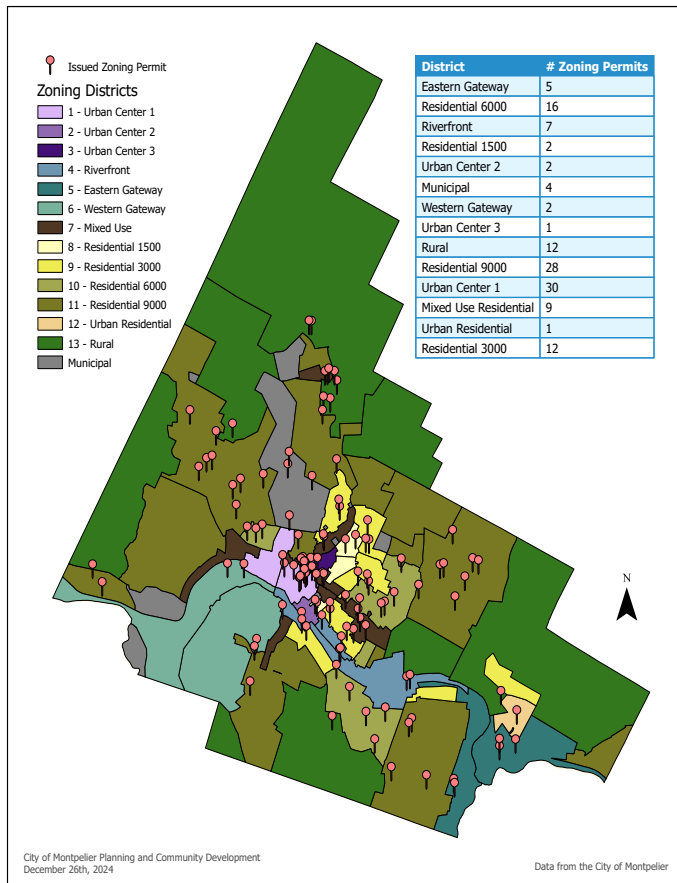 Issued Zoning Permit
Zoning Districts
1 - Urban Center 1
2 - Urban Center 2
3 - Urban Center 3
4 - Riverfront
5 - Eastern Gateway
6 - Western Gateway
7 - Mixed Use
8 - Residential 1500
9 - Residential 3000
10 - Residential 6000
11 - Residential 9000
12 - Urban Residential
13 - Rural
Municipal
District # Zoning Permits
Eastern Gateway 5
Residential 6000 16
Riverfront 7
Residential 1500 2
Urban Center 2 2
Municipal 4
Western Gateway 2
Urban Center 3 1
Rural 12
Residential 9000 28
Urban Center 1 30
Mixed Use Residential 9
Urban Residential 1
Residential 3000 12
N
City of Montpelier Planning and Community Development
December 26th, 2024
Data from the City of Montpelier